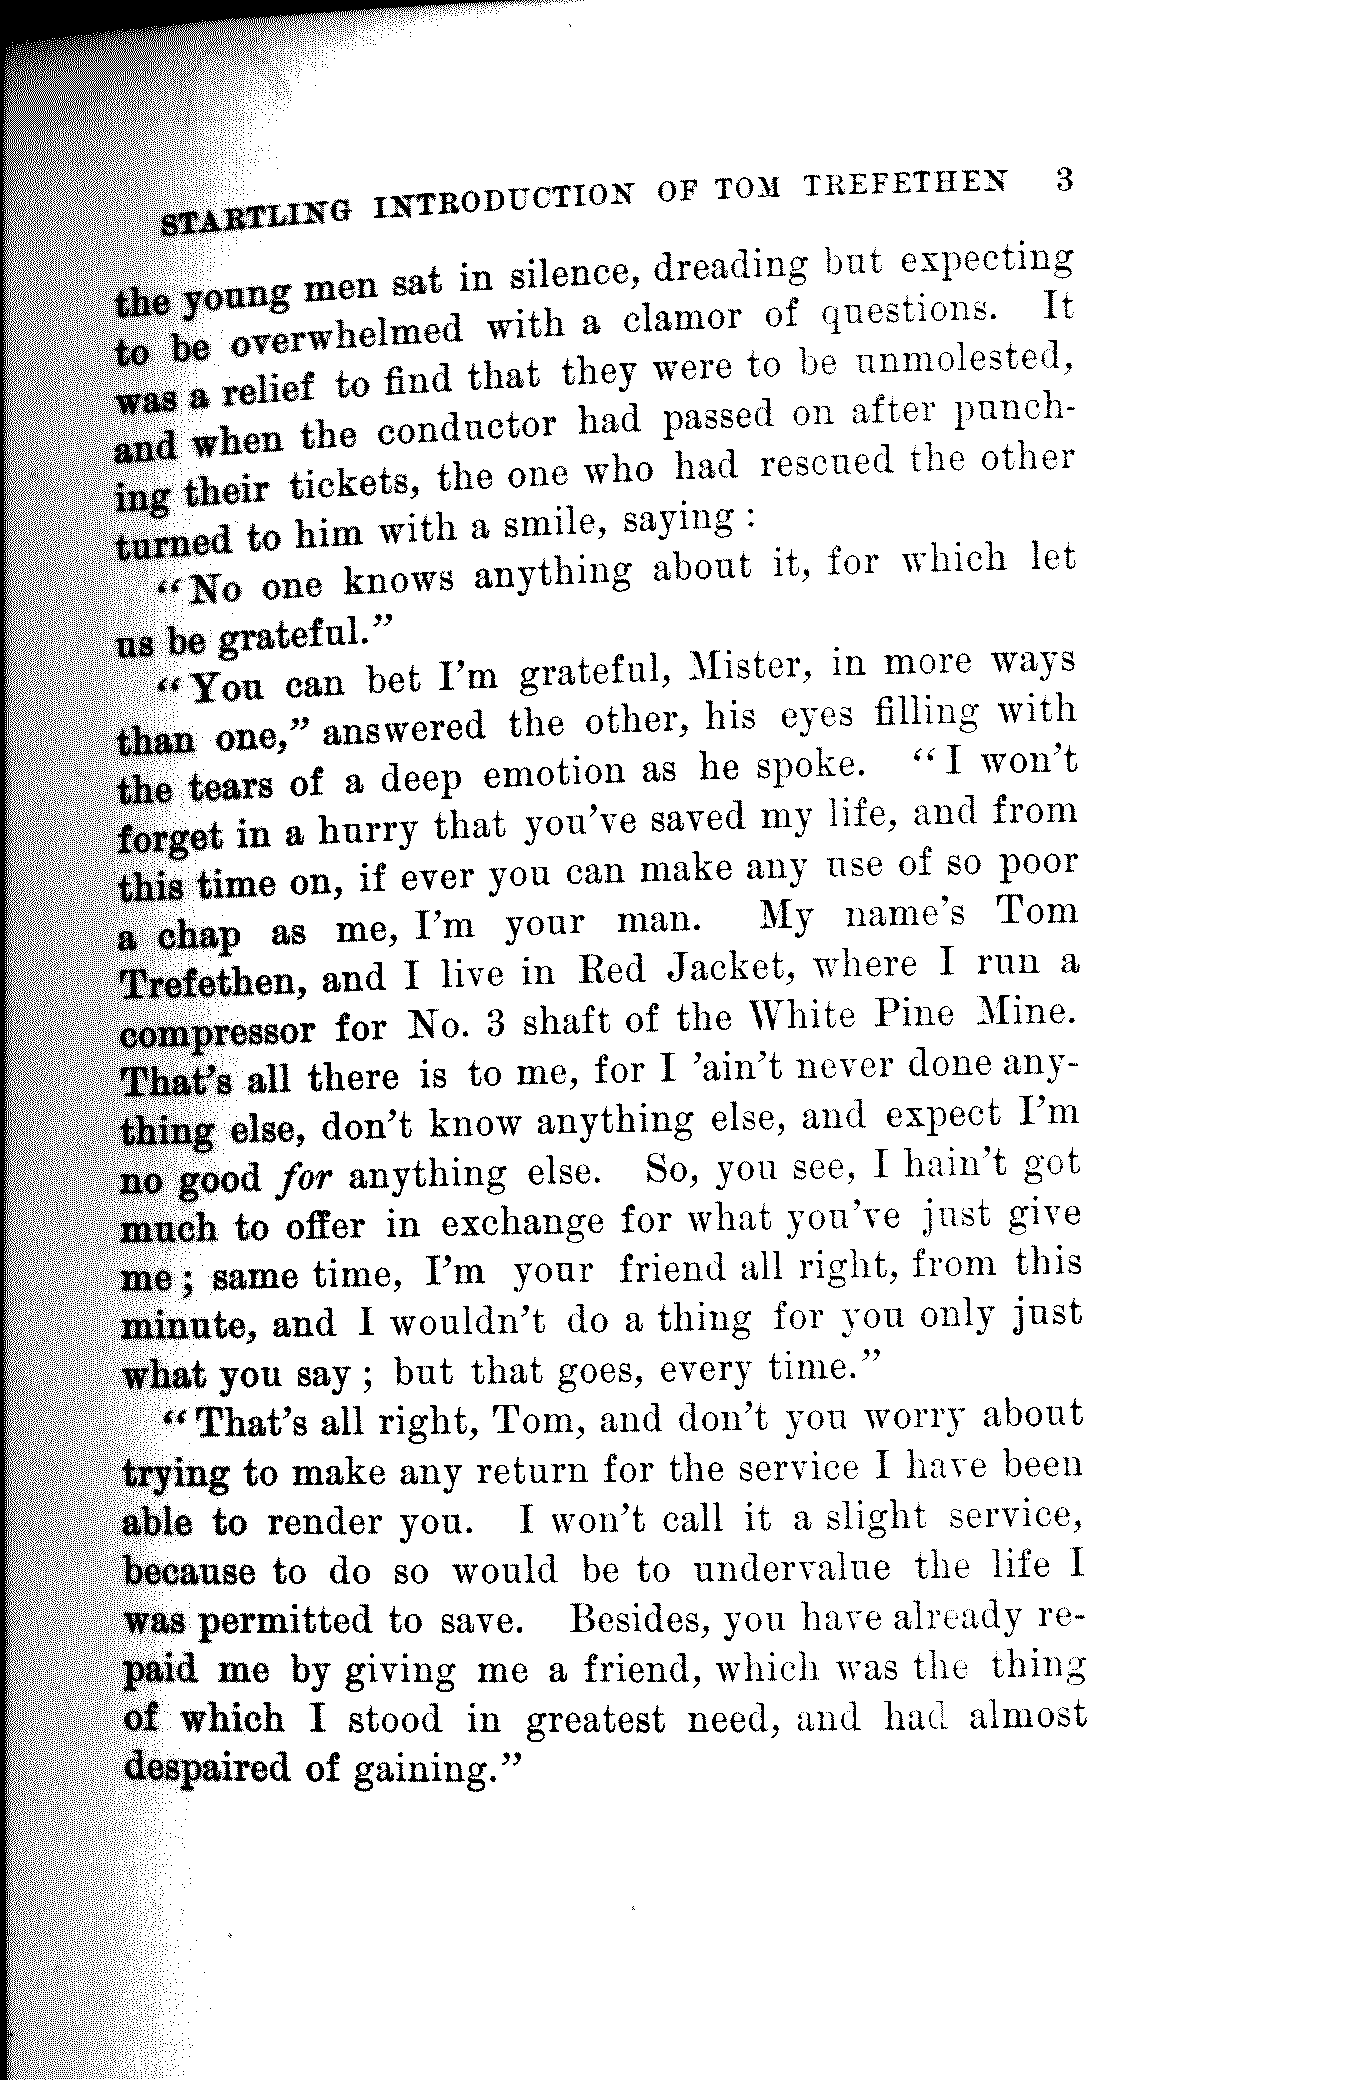 STARTLING INTRODUCTION OF TOM TREFETHEN 3
the young men sat in silence, dreading but expecting
to be overwhelmed with a clamor of questions. It
was a relief to find that they were to be unmolested,
and when the conductor had passed on after punch-
ing their tickets, the one who had rescued the other
turned to him with a smile, saying :
“No one knows anything about it, for which let
us be grateful.”
“You can bet I’m grateful, Mister, in more ways
than one,” answered the other, his eyes filling with
the tears of a deep emotion as he spoke. “I won’t
forget in a hurry that you’ve saved my life, and from
this time on, if ever you can make any use of so poor
a chap as me, I’m your man. My name’s Tom
Trefethen, and I live in Red Jacket, where I run a
compressor for No. 3 shaft of the White Pine Mine.
That’s all there is to me, for I ’ain’t never done any-
thing else, don’t know anything else, and expect I’m
no good for anything else. So, you see, I hain’t got
much to offer in exchange for what you’ve just give
me ; same time, I’m your friend all right, from this
minute, and I wouldn’t do a thing for you only just
what you say ; but that goes, every time.”
“That’s all right, Tom, and don’t you worry about
trying to make any return for the service I have been
able to render you. I won’t call it a slight service,
because to do so would be to undervalue the life I
was permitted to save. Besides, you have already re-
paid me by giving me a friend, which was the thing
of which I stood in greatest need, and had almost
despaired of gaining.”